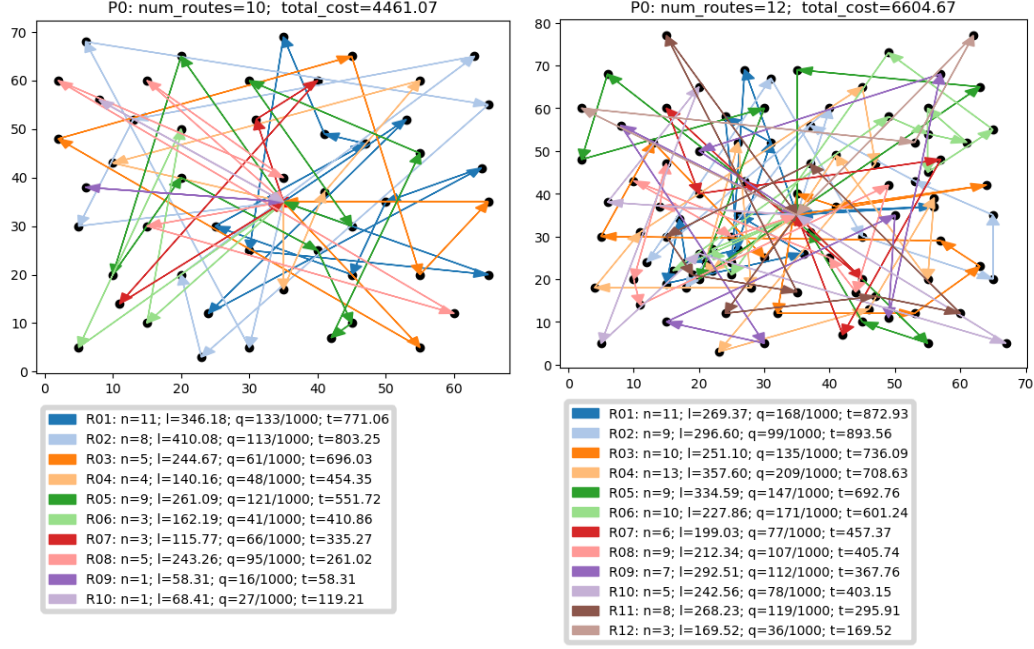 P0: num_routes=10;  total_cost=4461.07
70
60
50
40
30
20
10
0
0 10 20 30 40 50 60
R01: n=11; l=346.18; q=133/1000; t=771.06
R02: n=8; l=410.08; q=113/1000; t=803.25
R03: n=5; l=244.67; q=61/1000; t=696.03
R04: n=4; l=140.16; q=48/1000; t=454.35
R05: n=9; l=261.09; q=121/1000; t=551.72
R06: n=3; l=162.19; q=41/1000; t=410.86
R07: n=3; l=115.77; q=66/1000; t=335.27
R08: n=5; l=243.26; q=95/1000; t=261.02
R09: n=1; l=58.31; q=16/1000; t=58.31
R10: n=1; l=68.41; q=27/1000; t=119.21
P0: num_routes=12;  total_cost=6604.67
80
70
60
50
40
30
20
10
0
0 10 20 30 40 50 60 70
R01: n=11; l=269.37; q=168/1000; t=872.93
R02: n=9; l=296.60; q=99/1000; t=893.56
R03: n=10; l=251.10; q=135/1000; t=736.09
R04: n=13; l=357.60; q=209/1000; t=708.63
R05: n=9; l=334.59; q=147/1000; t=692.76
R06: n=10; l=227.86; q=171/1000; t=601.24
R07: n=6; l=199.03; q=77/1000; t=457.37
R08: n=9; l=212.34; q=107/1000; t=405.74
R09: n=7; l=292.51; q=112/1000; t=367.76
R10: n=5; l=242.56; q=78/1000; t=403.15
R11: n=8; l=268.23; q=119/1000; t=295.91
R12: n=3; l=169.52; q=36/1000; t=169.52